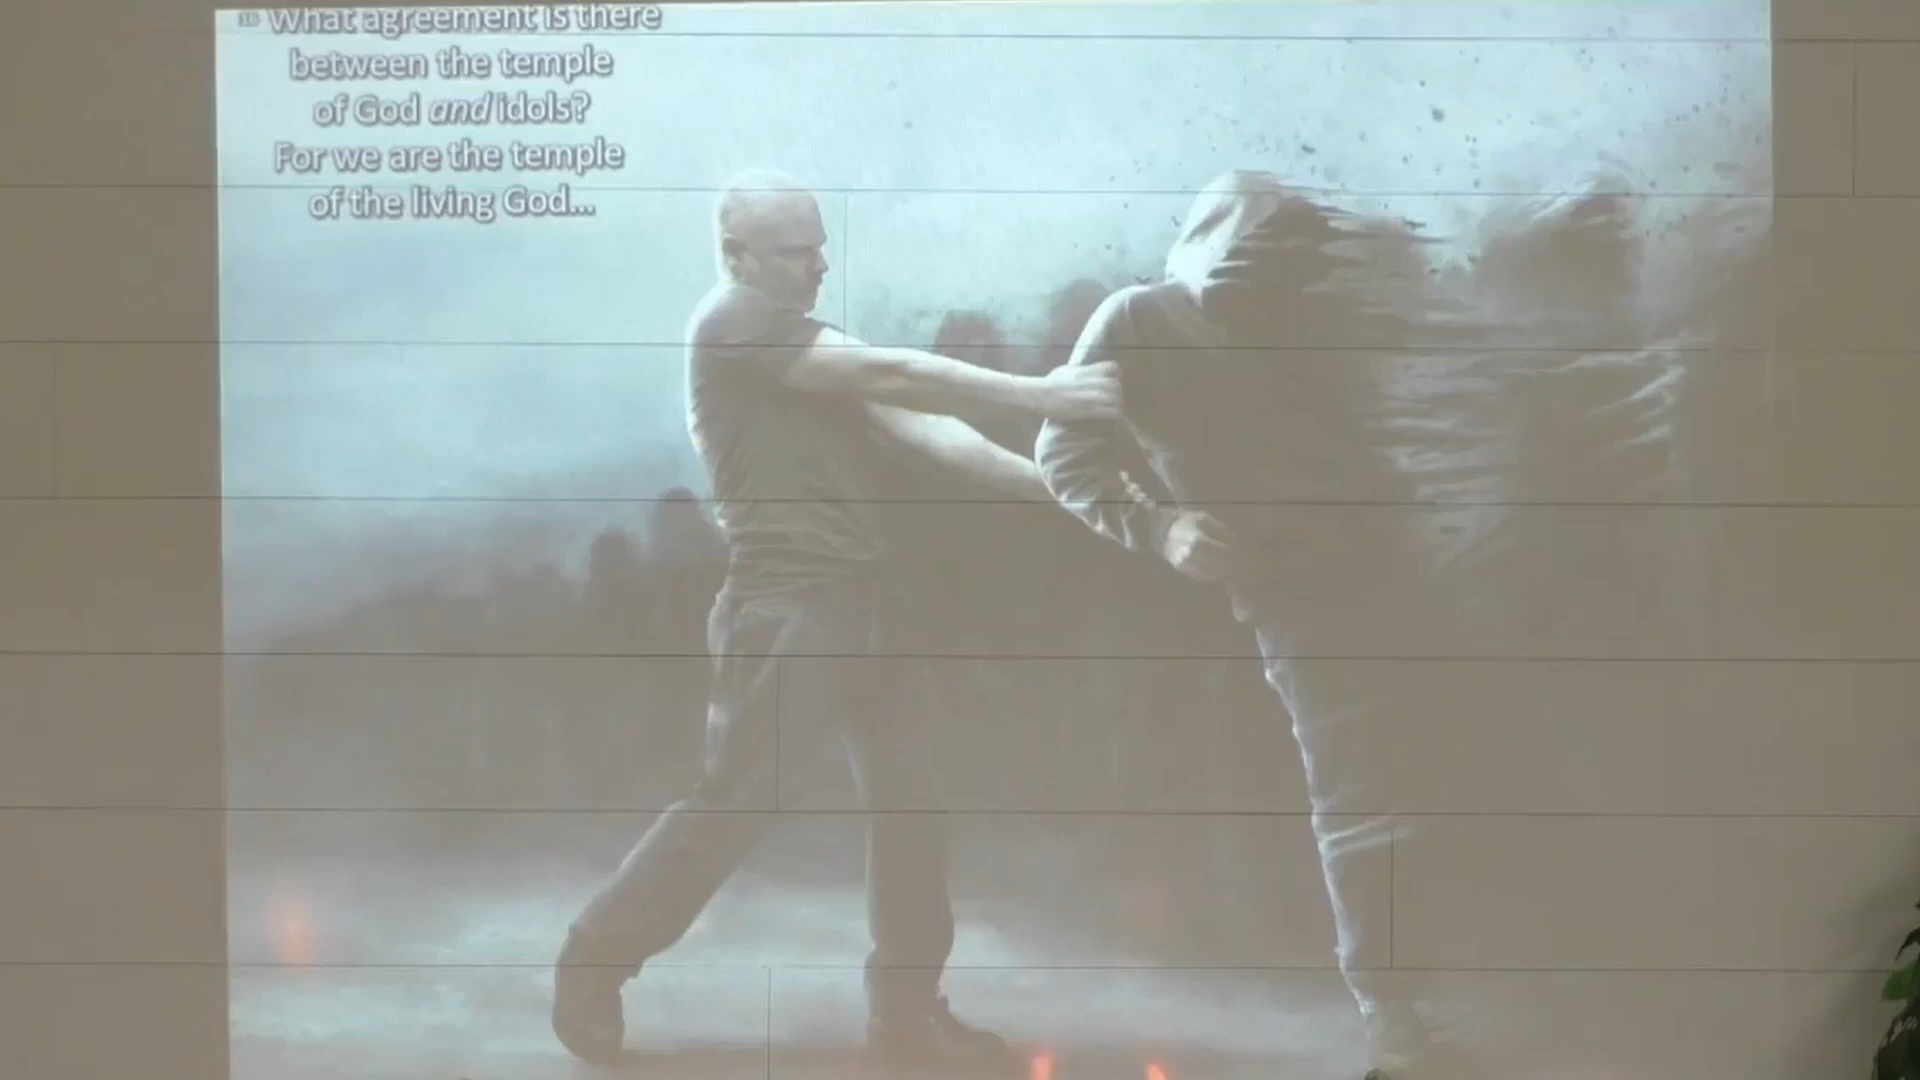 16 What agreement is there
between the temple
of God and idols?
For we are the temple
of the living God...